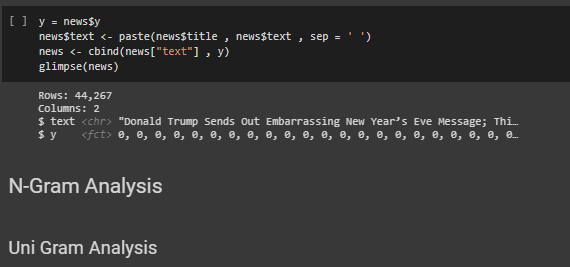 [ ] y = news$y
news$text <- paste(news$title , news$text , sep = ' ')
news <- cbind(news["text"] , y)
glimpse(news)
Rows: 44,267
Columns: 2
$ text <chr> "Donald Trump Sends Out Embarrassing New Year’s Eve Message; Thi…
$ y <fct> 0, 0, 0, 0, 0, 0, 0, 0, 0, 0, 0, 0, 0, 0, 0, 0, 0, 0, 0, 0, 0, 0…
N-Gram Analysis
Uni Gram Analysis